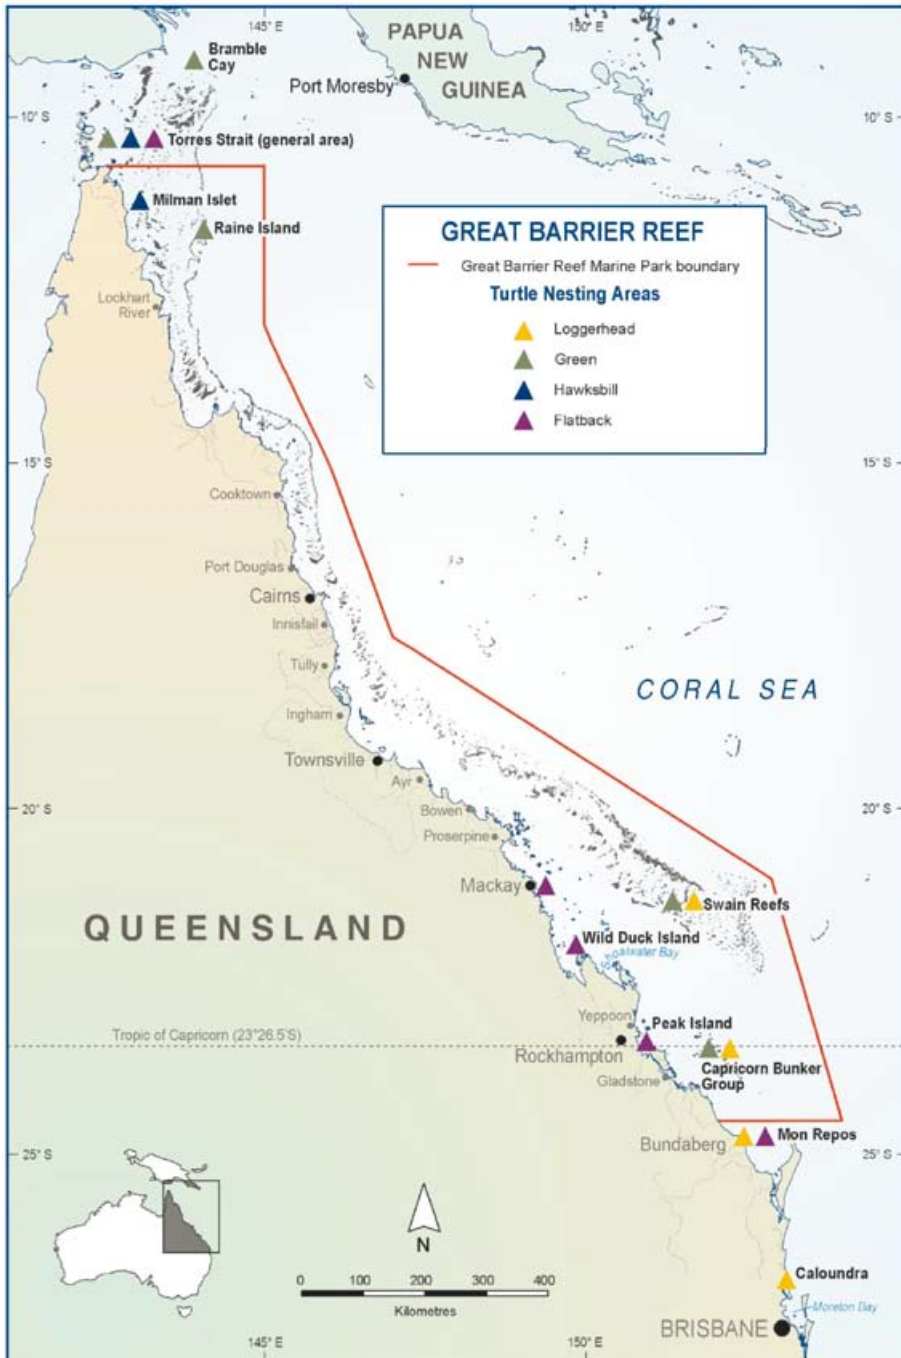 145° E
150° E
Bramble
Cay
PAPUA
NEW
GUINEA
Port Moresby
10° S
10° S
Torres Strait (general area)
Milman Islet
Raine Island
GREAT BARRIER REEF
Great Barrier Reef Marine Park boundary
Turtle Nesting Areas
Loggerhead
Green
Hawksbill
Flatback
Lockhart
River
15° S
15° S
Cooktown
Port Douglas
Cairns
Innisfail
Tully
CORAL SEA
Ingham
Townsville
Ayr
20° S
20° S
Bowen
Proserpine
Mackay
Swain Reefs
QUEENSLAND
Wild Duck Island
Shoalwater Bay
Yeppoon
Peak Island
Tropic of Capricorn (23°26.5'S)
Rockhampton
Capricorn Bunker
Group
Gladstone
Bundaberg
Mon Repos
25° S
25° S
N
0 100 200 300 400
Kilometres
Caloundra
Moreton Bay
BRISBANE
145° E
150° E